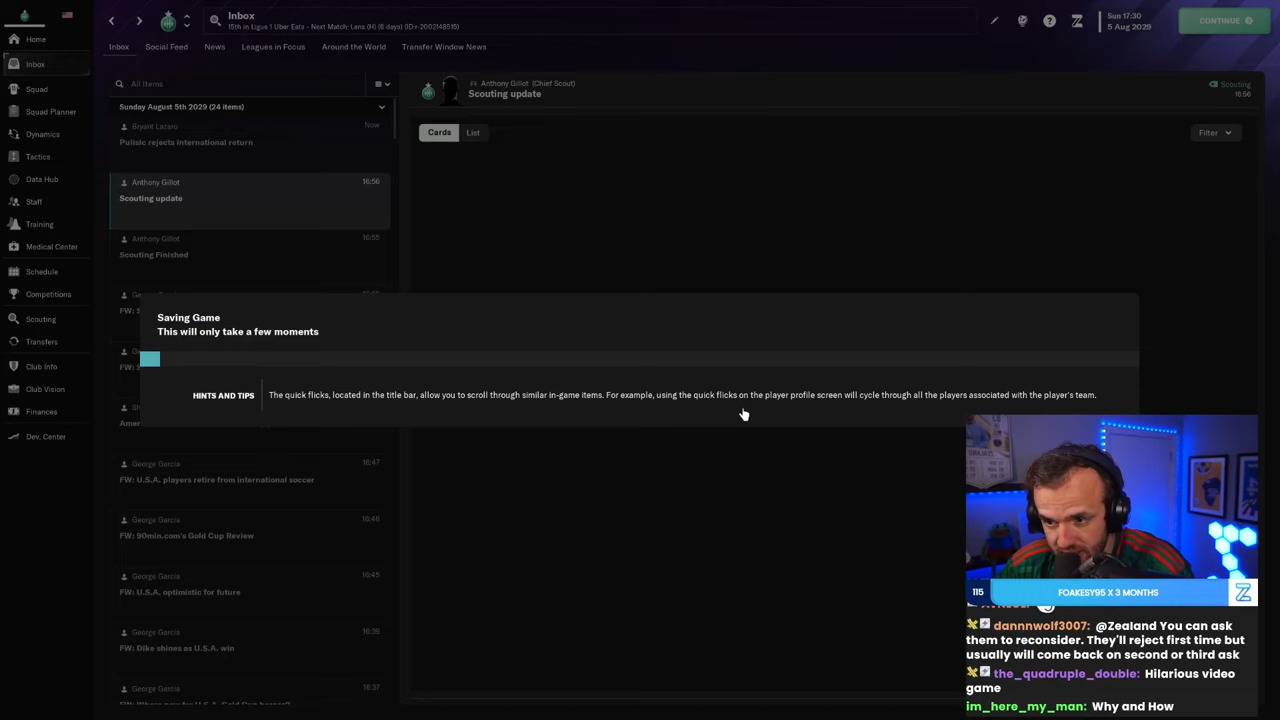 Inbox
15th in Ligue 1 Uber Eats - Next Match: Lens (H) (6 days) (ID:r-2002148515)
Sun 17:30
5 Aug 2029
CONTINUE
Home
Inbox
Squad
Squad Planner
Dynamics
Tactics
Data Hub
Staff
Training
Medical Center
Schedule
Competitions
Scouting
Transfers
Club Info
Club Vision
Finances
Dev. Center
Inbox
Social Feed
News
Leagues in Focus
Around the World
Transfer Window News
All Items
Sunday August 5th 2029 (24 items)
Bryant Lazaro
Now
Pulisic rejects international return
Anthony Gillot
16:56
Scouting update
Anthony Gillot
16:55
Scouting Finished
FW:
FW:
George García
16:47
FW: U.S.A. players retire from international soccer
George García
16:46
FW: 90min.com's Gold Cup Review
George García
16:45
FW: U.S.A. optimistic for future
George García
16:39
FW: Dike shines as U.S.A. win
George García
16:37
Anthony Gillot (Chief Scout)
Scouting update
Scouting
16:56
Cards
List
Filter
Saving Game
This will only take a few moments
HINTS AND TIPS
The quick flicks, located in the title bar, allow you to scroll through similar in-game items. For example, using the quick flicks on the player profile screen will cycle through all the players associated with the player's team.
115
FOAKESY95 X 3 MONTHS
dannnwolf3007: @Zealand You can ask
them to reconsider. They'll reject first time but
usually will come back on second or third ask
the_quadruple_double: Hilarious video
game
im_here_my_man: Why and How